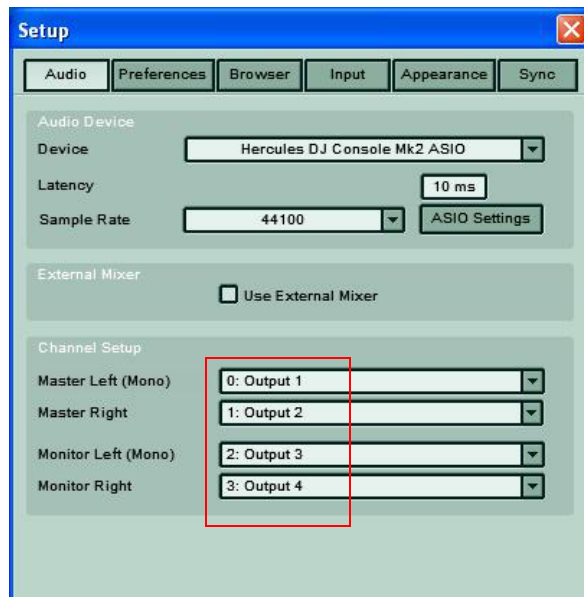 Setup
Audio Preferences Browser Input Appearance Sync
Audio Device
Device Hercules DJ Console Mk2 ASIO
Latency 10 ms
Sample Rate 44100 ASIO Settings
External Mixer
Use External Mixer
Channel Setup
Master Left (Mono) 0: Output 1
Master Right 1: Output 2
Monitor Left (Mono) 2: Output 3
Monitor Right 3: Output 4